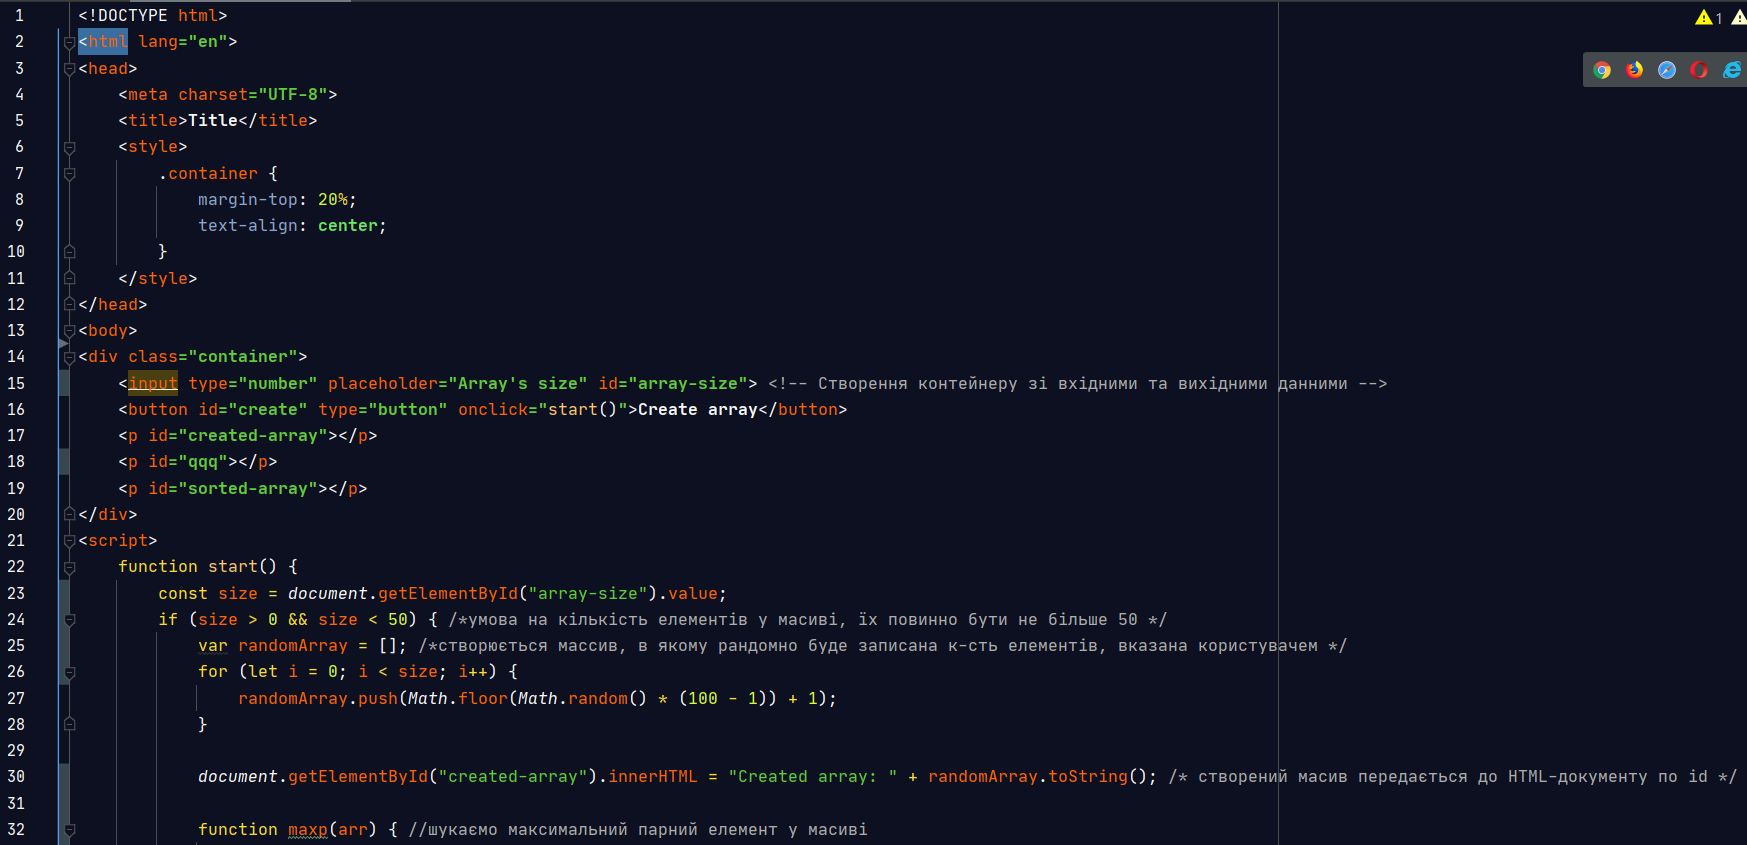 1 <!DOCTYPE html>
2 <html lang="en">
3 <head>
4 <meta charset="UTF-8">
5 <title>Title</title>
6 <style>
7 .container {
8 margin-top: 20%;
9 text-align: center;
10 }
11 </style>
12 </head>
13 <body>
14 <div class="container">
15 <input type="number" placeholder="Array's size" id="array-size"> <!-- Створення контейнеру зі вхідними та вихідними данними -->
16 <button id="create" type="button" onclick="start()">Create array</button>
17 <p id="created-array"></p>
18 <p id="qqq"></p>
19 <p id="sorted-array"></p>
20 </div>
21 <script>
22 function start() {
23 const size = document.getElementById("array-size").value;
24 if (size > 0 && size < 50) { /*умова на кількість елементів у масиві, їх повинно бути не більше 50 */
25 var randomArray = []; /*створюється массив, в якому рандомно буде записана к-сть елементів, вказана користувачем */
26 for (let i = 0; i < size; i++) {
27 randomArray.push(Math.floor(Math.random() * (100 - 1)) + 1);
28 }
29
30 document.getElementById("created-array").innerHTML = "Created array: " + randomArray.toString(); /* створений масив передається до HTML-документу по id */
31
32 function maxp(arr) { //шукаємо максимальний парний елемент у масиві
1